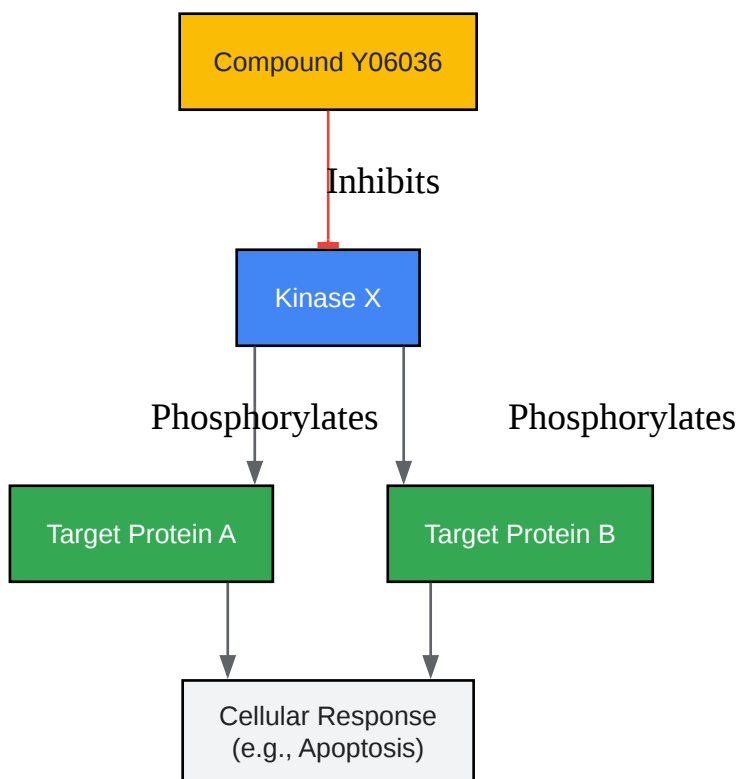 Compound Y06036
Inhibits
Kinase X
Phosphorylates
Phosphorylates
Target Protein A
Target Protein B
Cellular Response
(e.g., Apoptosis)